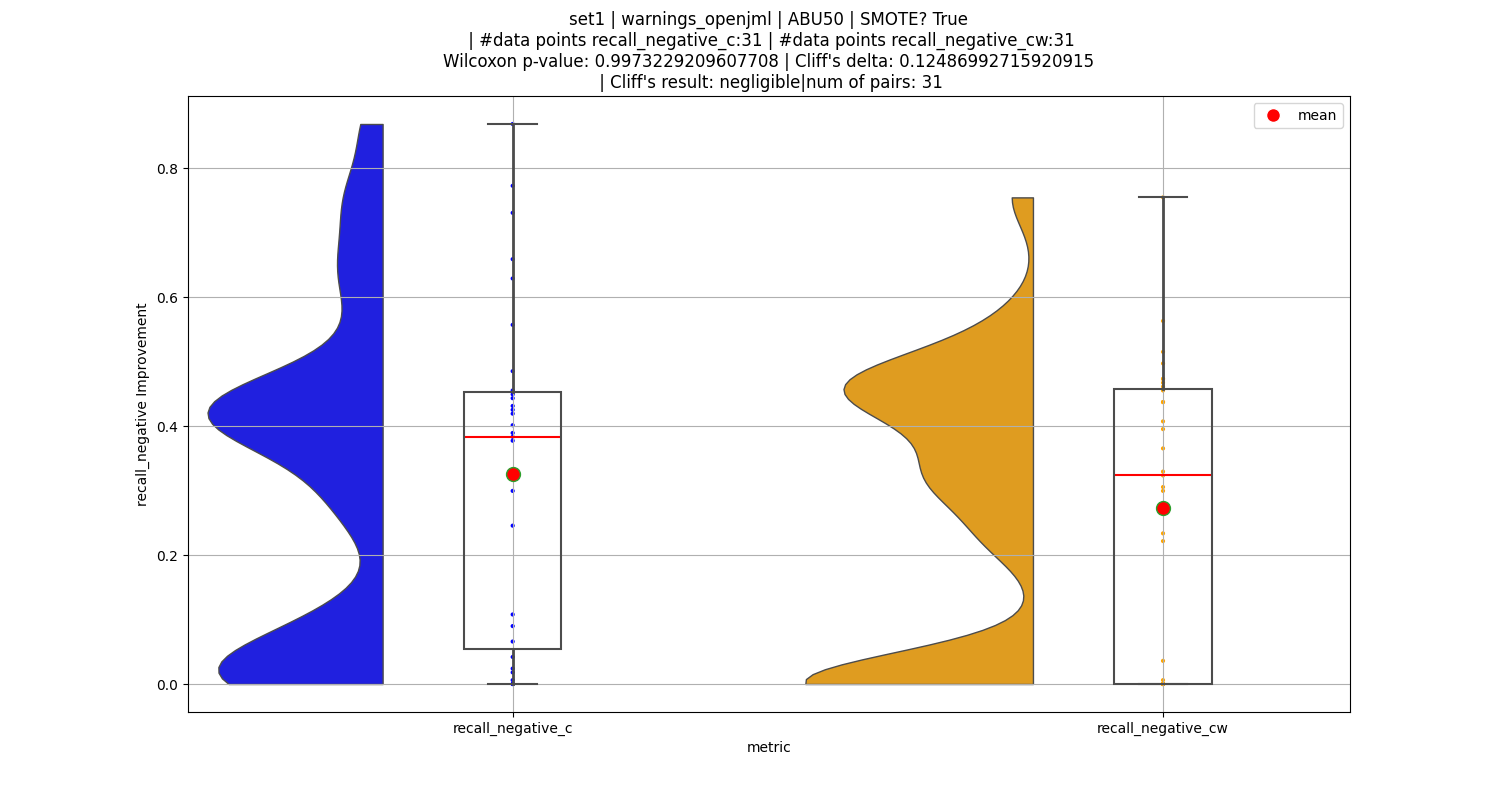 set1 | warnings_openjml | ABU50 | SMOTE? True
| #data points recall_negative_c:31 | #data points recall_negative_cw:31
Wilcoxon p-value: 0.9973229209607708 | Cliff's delta: 0.12486992715920915
| Cliff's result: negligible|num of pairs: 31
mean
0.8
0.6
0.4
0.2
0.0
recall_negative Improvement
recall_negative_c
recall_negative_cw
metric